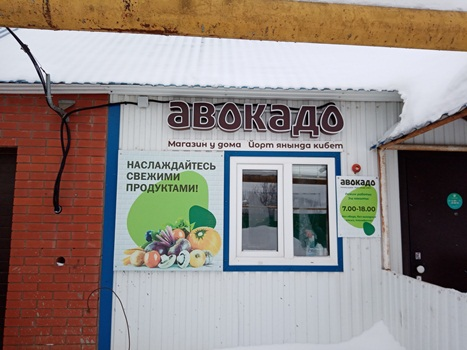 авокадо
Магазин у дома Йорт янында кибет
НАСЛАЖДАЙТЕСЬ
СВЕЖИМИ
ПРОДУКТАМИ!
авокадо
7.00-18.00